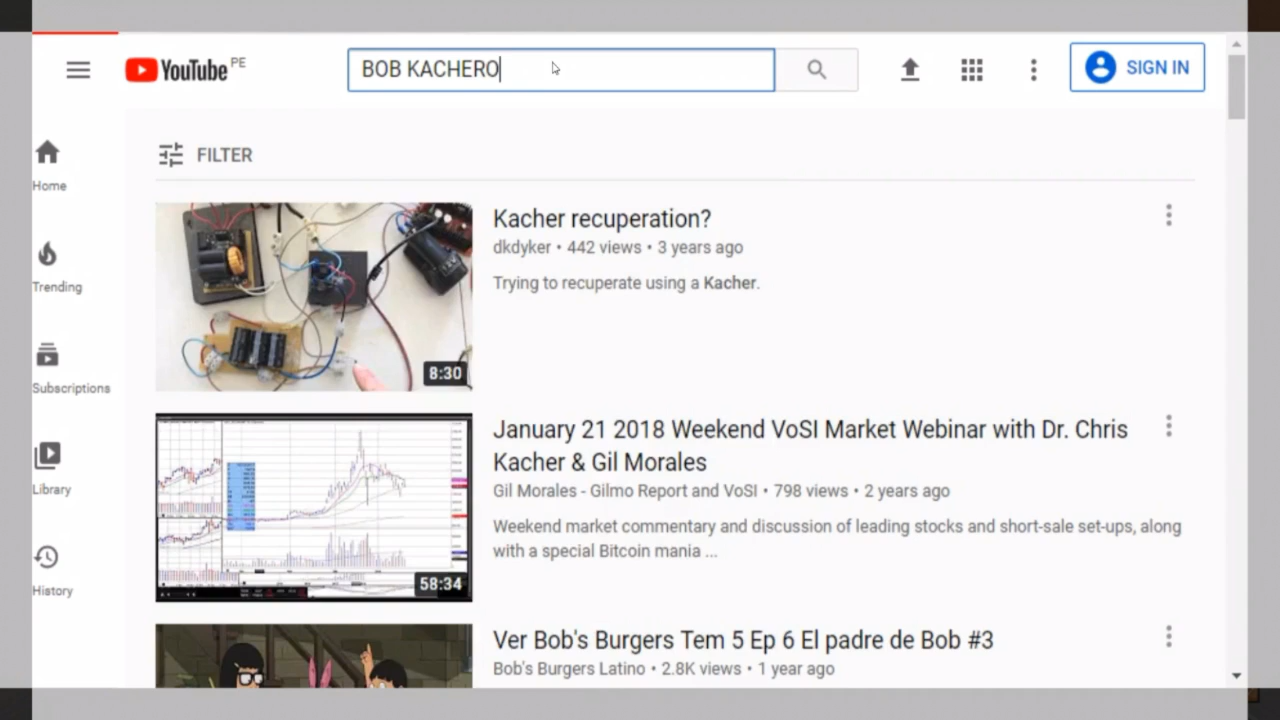 YouTube PE
BOB KACHERO
SIGN IN
Home
Trending
Subscriptions
Library
History
FILTER
Kacher recuperation?
dkdyker • 442 views • 3 years ago
Trying to recuperate using a Kacher.
8:30
January 21 2018 Weekend VoSI Market Webinar with Dr. Chris
Kacher & Gil Morales
Gil Morales - Gilmo Report and VoSI • 798 views • 2 years ago
Weekend market commentary and discussion of leading stocks and short-sale set-ups, along
with a special Bitcoin mania ...
58:34
Ver Bob's Burgers Tem 5 Ep 6 El padre de Bob #3
Bob's Burgers Latino • 2.8K views • 1 year ago